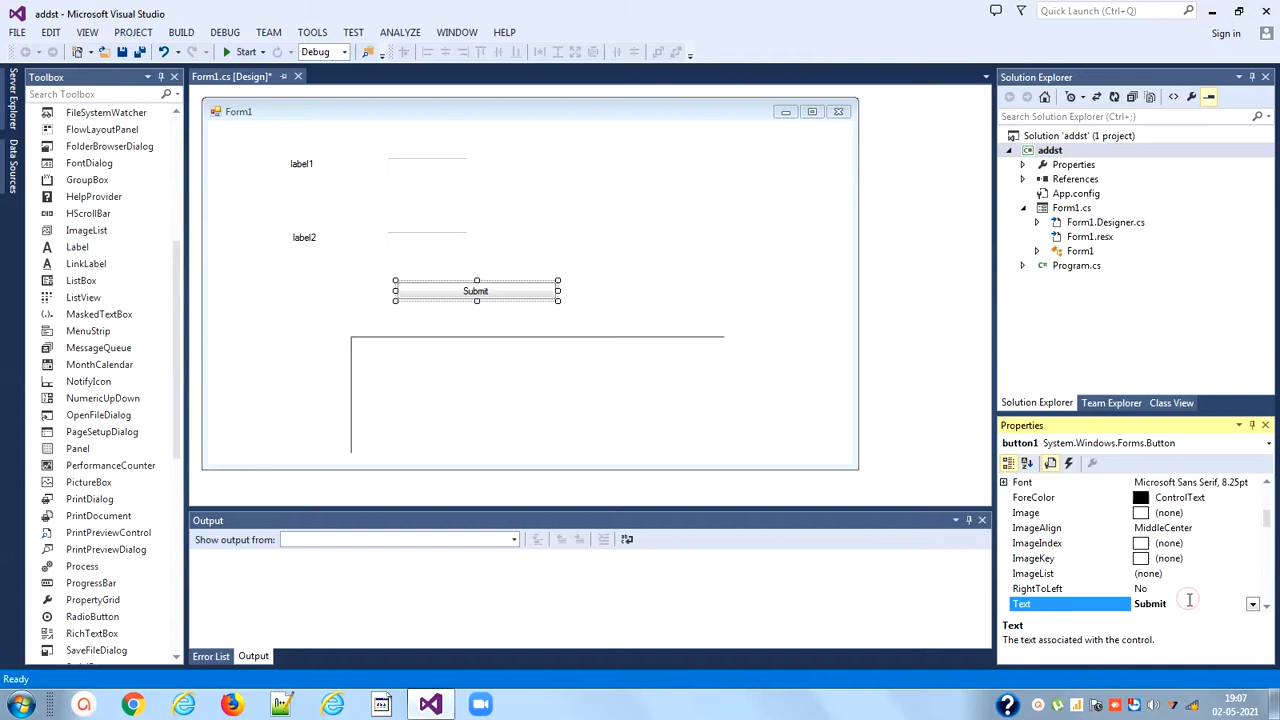 addst - Microsoft Visual Studio
Quick Launch (Ctrl+Q)
FILE EDIT VIEW PROJECT BUILD DEBUG TEAM TOOLS TEST ANALYZE WINDOW HELP
Sign in
Start
Debug
Server Explorer
Data Sources
Toolbox
Search Toolbox
FileSystemWatcher
FlowLayoutPanel
FolderBrowserDialog
FontDialog
GroupBox
HelpProvider
HScrollBar
ImageList
Label
LinkLabel
ListBox
ListView
MaskedTextBox
MenuStrip
MessageQueue
MonthCalendar
NotifyIcon
NumericUpDown
OpenFileDialog
PageSetupDialog
Panel
PerformanceCounter
PictureBox
PrintDialog
PrintDocument
PrintPreviewControl
PrintPreviewDialog
Process
ProgressBar
PropertyGrid
RadioButton
RichTextBox
SaveFileDialog
Form1.cs [Design]*
Form1
label1
label2
Submit
Output
Show output from:
Error List
Output
Solution Explorer
Search Solution Explorer (Ctrl+;)
Solution 'addst' (1 project)
addst
Properties
References
App.config
Form1.cs
Form1.Designer.cs
Form1.resx
Form1
Program.cs
Solution Explorer Team Explorer Class View
Properties
button1 System.Windows.Forms.Button
Font Microsoft Sans Serif, 8.25pt
ForeColor ControlText
Image (none)
ImageAlign MiddleCenter
ImageIndex (none)
ImageKey (none)
ImageList (none)
RightToLeft No
Text Submit
Text
The text associated with the control.
Ready
19:07
02-05-2021